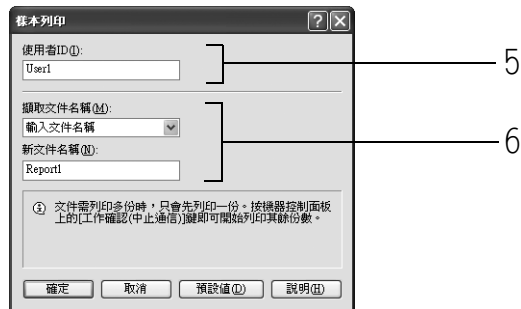 樣本列印
使用者ID(I):
User1
5
擷取文件名稱(M):
輸入文件名稱
6
新文件名稱(N):
Report1
文件需列印多份時，只會先列印一份。按機器控制面板
上的[工作確認(中止通信)]鍵即可開始列印其餘份數。
確定 取消 預設值(D) 說明(H)